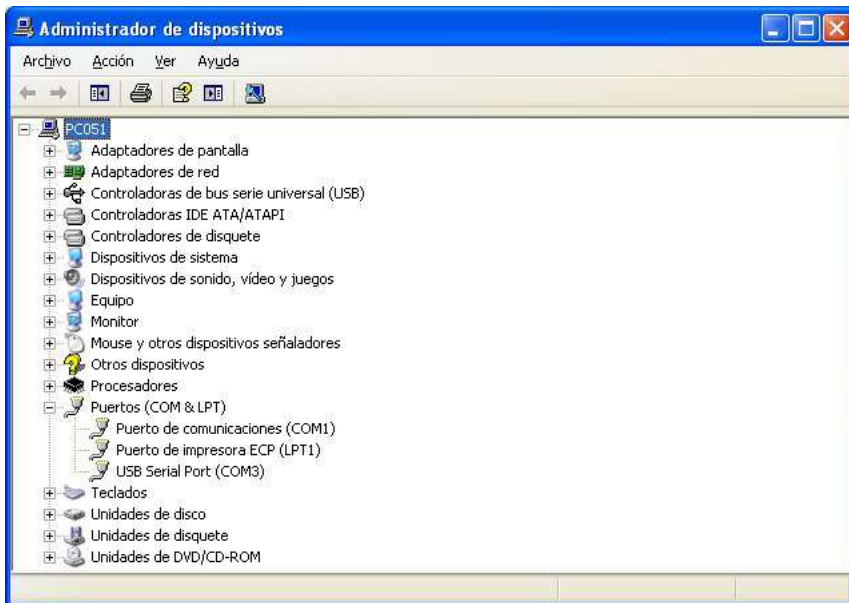 Administrador de dispositivos
Archivo Acción Ver Ayuda
PC051
Adaptadores de pantalla
Adaptadores de red
Controladoras de bus serie universal (USB)
Controladoras IDE ATA/ATAPI
Controladores de disquete
Dispositivos de sistema
Dispositivos de sonido, vídeo y juegos
Equipo
Monitor
Mouse y otros dispositivos señaladores
Otros dispositivos
Procesadores
Puertos (COM & LPT)
Puerto de comunicaciones (COM1)
Puerto de impresora ECP (LPT1)
USB Serial Port (COM3)
Teclados
Unidades de disco
Unidades de disquete
Unidades de DVD/CD-ROM